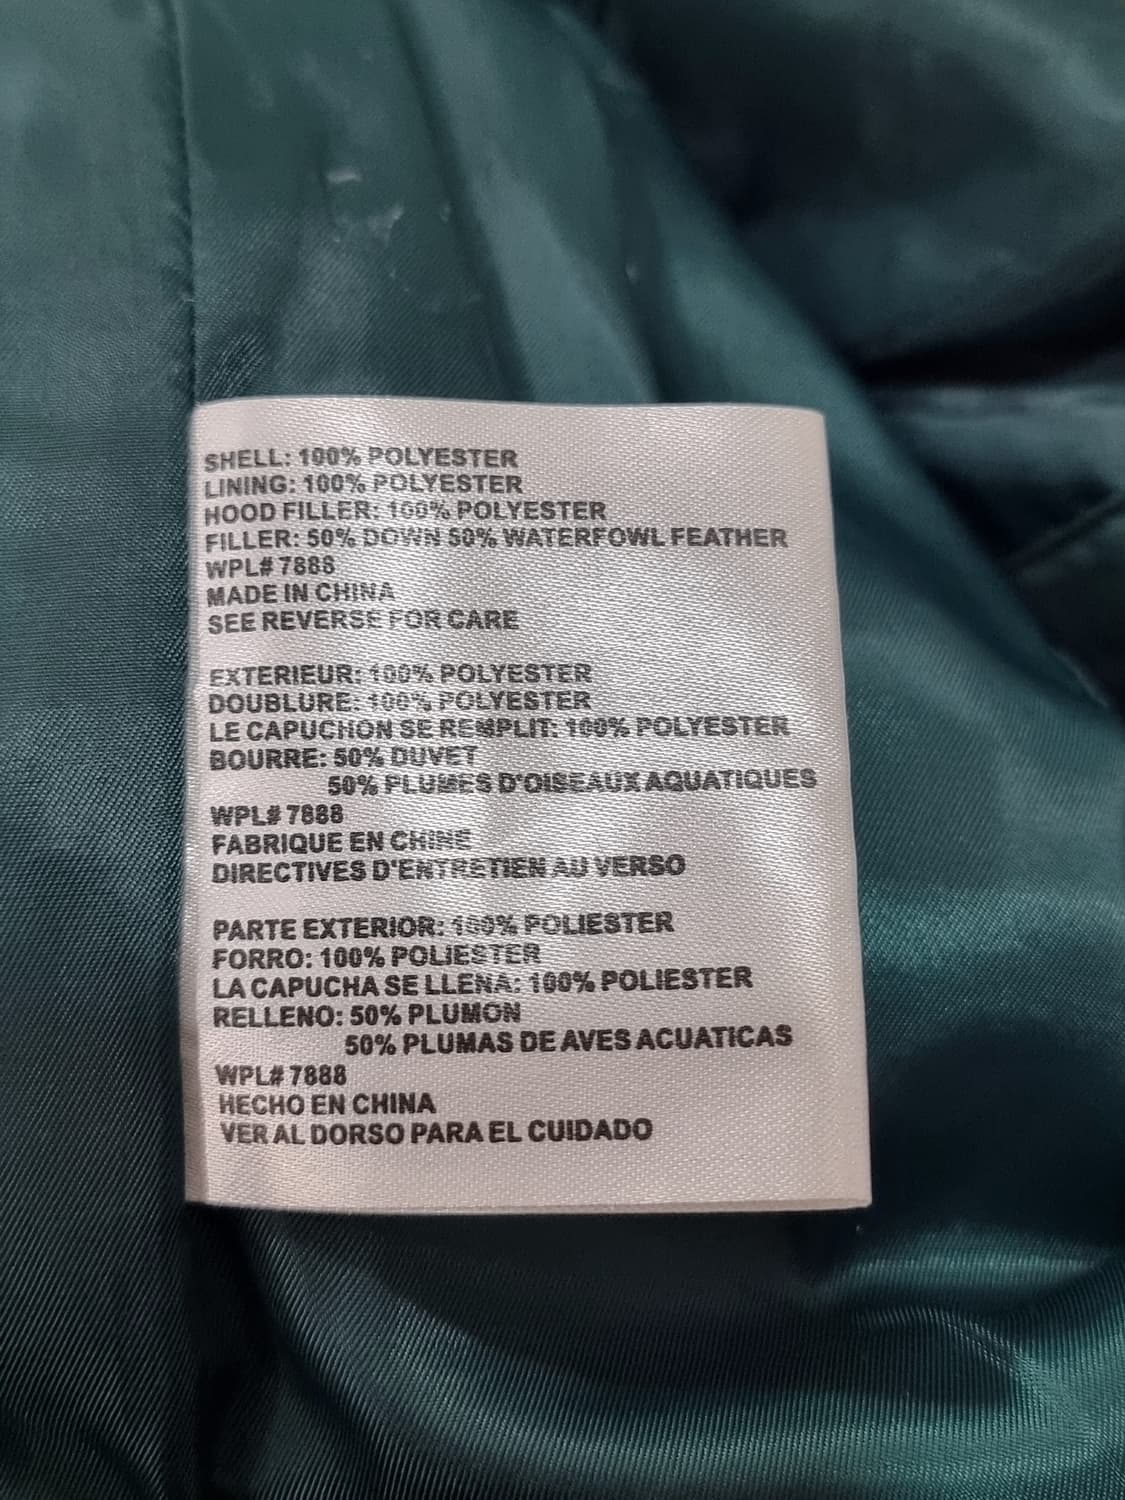 SHELL: 100% POLYESTER
LINING: 100% POLYESTER
HOOD FILLER: 100% POLYESTER
FILLER: 50% DOWN 50% WATERFOWL FEATHER
WPL# 7888
MADE IN CHINA
SEE REVERSE FOR CARE
EXTERIEUR: 100% POLYESTER
DOUBLURE: 100% POLYESTER
LE CAPUCHON SE REMPLIT: 100% POLYESTER
BOURRE: 50% DUVET
50% PLUMES D'OISEAUX AQUATIQUES
WPL# 7888
FABRIQUE EN CHINE
DIRECTIVES D'ENTRETIEN AU VERSO
PARTE EXTERIOR: 100% POLIESTER
FORRO: 100% POLIESTER
LA CAPUCHA SE LLENA: 100% POLIESTER
RELLENO: 50% PLUMON
50% PLUMAS DE AVES ACUATICAS
WPL# 7888
HECHO EN CHINA
VER AL DORSO PARA EL CUIDADO